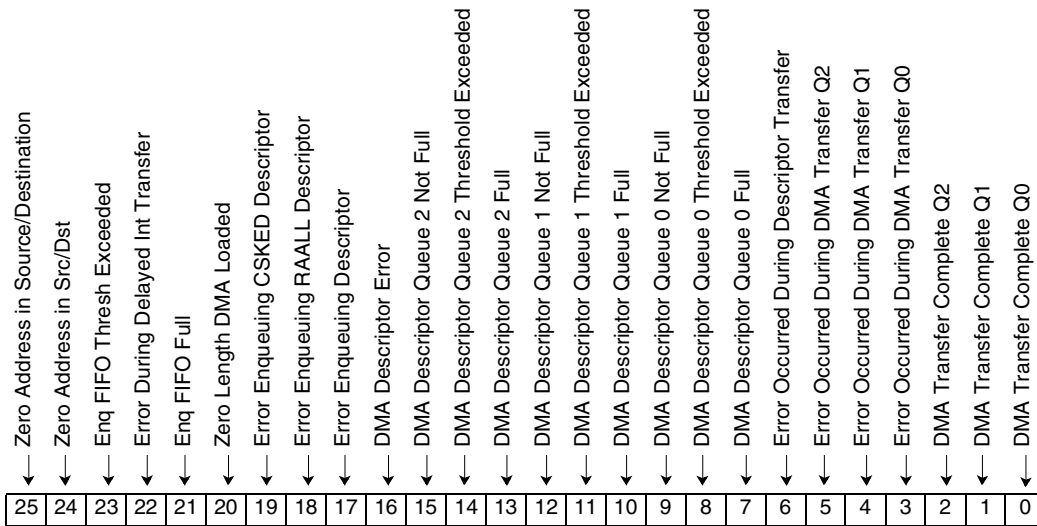 Zero Address in Source/Destination
Zero Address in Src/Dst
Enq FIFO Thresh Exceeded
Error During Delayed Int Transfer
Enq FIFO Full
Zero Length DMA Loaded
Error Enqueuing CSKED Descriptor
Error Enqueuing RAALL Descriptor
Error Enqueuing Descriptor
DMA Descriptor Error
DMA Descriptor Queue 2 Not Full
DMA Descriptor Queue 2 Threshold Exceeded
DMA Descriptor Queue 2 Full
DMA Descriptor Queue 1 Not Full
DMA Descriptor Queue 1 Threshold Exceeded
DMA Descriptor Queue 1 Full
DMA Descriptor Queue 0 Not Full
DMA Descriptor Queue 0 Threshold Exceeded
DMA Descriptor Queue 0 Full
Error Occurred During Descriptor Transfer
Error Occurred During DMA Transfer Q2
Error Occurred During DMA Transfer Q1
Error Occurred During DMA Transfer Q0
DMA Transfer Complete Q2
DMA Transfer Complete Q1
DMA Transfer Complete Q0
25 24 23 22 21 20 19 18 17 16 15 14 13 12 11 10 9 8 7 6 5 4 3 2 1 0